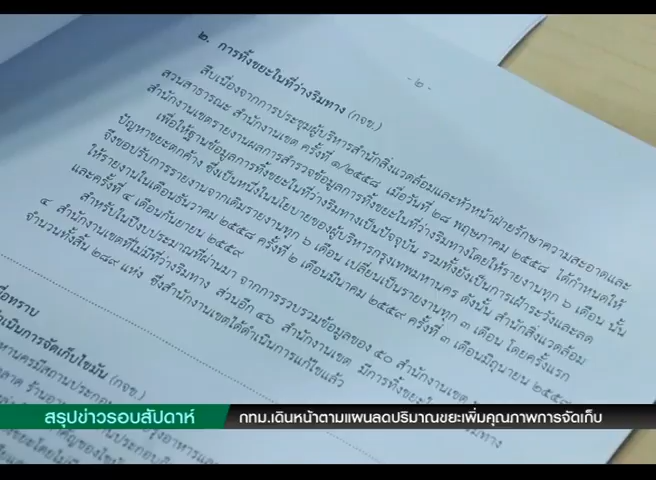 - ๒ -
๒. การทิ้งขยะในที่ว่างริมทาง (กจข.)
สืบเนื่องจากการประชุมผู้บริหารสำนักสิ่งแวดล้อมและหัวหน้าฝ่ายรักษาความสะอาดและ
สวนสาธารณะ สำนักงานเขต ครั้งที่ ๑/๒๕๕๘ เมื่อวันที่ ๒๘ พฤษภาคม ๒๕๕๘ ได้กำหนดให้
สำนักงานเขตรายงานผลการสำรวจข้อมูลการทิ้งขยะในที่ว่างริมทางโดยให้รายงานทุก ๖ เดือน นั้น
เพื่อให้ฐานข้อมูลการทิ้งขยะในที่ว่างริมทางเป็นปัจจุบัน รวมทั้งยังเป็นการเฝ้าระวังและลด
ปัญหาขยะตกค้าง ซึ่งเป็นหนึ่งในนโยบายของผู้บริหารกรุงเทพมหานคร ดังนั้น สำนักสิ่งแวดล้อม
จึงขอปรับการรายงานจากเดิมรายงานทุก ๖ เดือน เปลี่ยนเป็นรายงานทุก ๓ เดือน โดยครั้งแรก
ให้รายงานในเดือนธันวาคม ๒๕๕๘ ครั้งที่ ๒ เดือนมีนาคม ๒๕๕๙ ครั้งที่ ๓ เดือนมิถุนายน ๒๕๕๙
และครั้งที่ ๔ เดือนกันยายน ๒๕๕๙
สำหรับในปีงบประมาณที่ผ่านมา จากการรวบรวมข้อมูลของ ๕๐ สำนักงานเขต
๔ สำนักงานเขตที่ไม่มีที่ว่างริมทาง ส่วนอีก ๔๖ สำนักงานเขต มีการทิ้งขยะใน ริมทาง
จำนวนทั้งสิ้น ๒๘๙ แห่ง ซึ่งสำนักงานเขตได้ดำเนินการแก้ไขแล้ว
เพื่อทราบ
ดำเนินการจัดเก็บไขมัน (กจข.)
สรุปข่าวรอบสัปดาห์
กทม.เดินหน้าตามแผนลดปริมาณขยะเพิ่มคุณภาพการจัดเก็บ